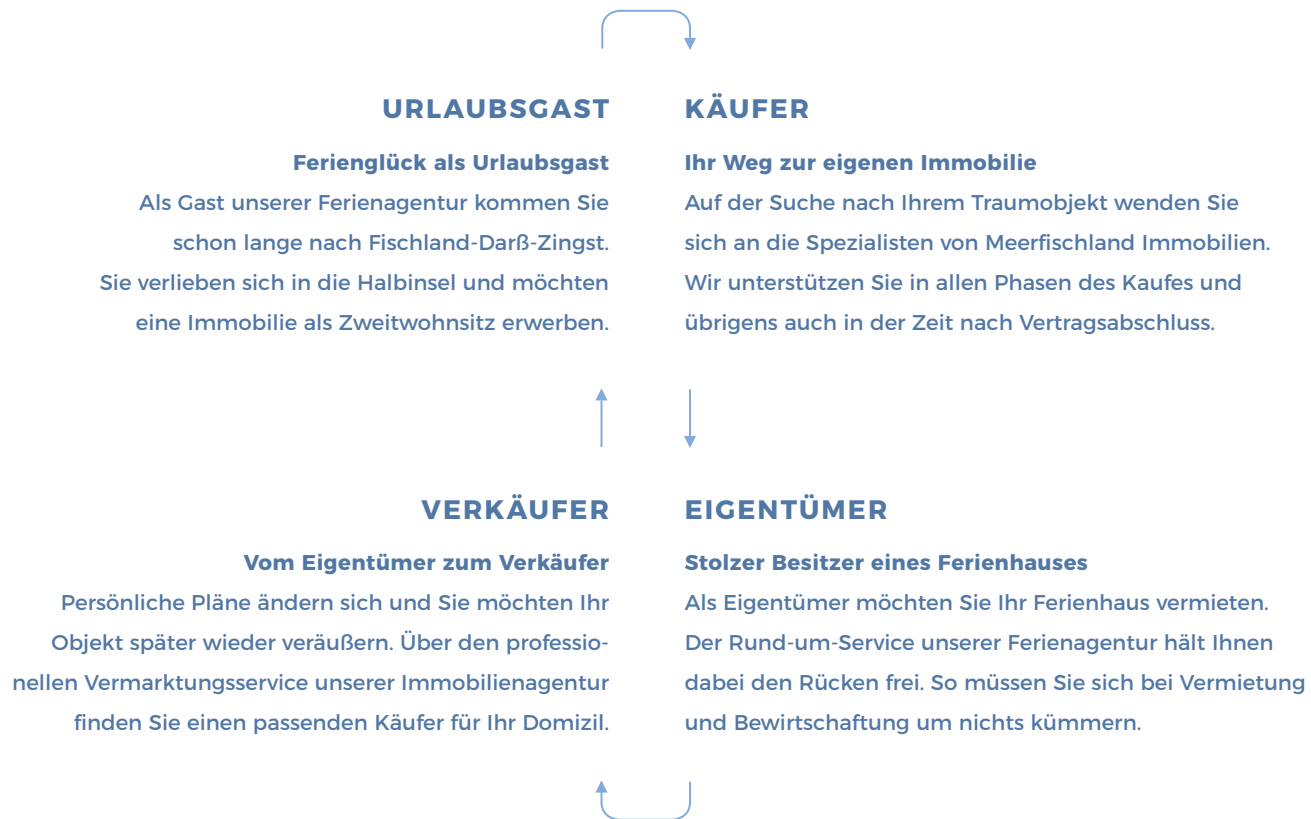 URLAUBSGAST
Ferienglück als Urlaubsgast
Als Gast unserer Ferienagentur kommen Sie
schon lange nach Fischland-Darß-Zingst.
Sie verlieben sich in die Halbinsel und möchten
eine Immobilie als Zweitwohnsitz erwerben.
KÄUFER
Ihr Weg zur eigenen Immobilie
Auf der Suche nach Ihrem Traumobjekt wenden Sie
sich an die Spezialisten von Meerfischland Immobilien.
Wir unterstützen Sie in allen Phasen des Kaufes und
übrigens auch in der Zeit nach Vertragsabschluss.
VERKÄUFER
Vom Eigentümer zum Verkäufer
Persönliche Pläne ändern sich und Sie möchten Ihr
Objekt später wieder veräußern. Über den professio-
nellen Vermarktungsservice unserer Immobilienagentur
finden Sie einen passenden Käufer für Ihr Domizil.
EIGENTÜMER
Stolzer Besitzer eines Ferienhauses
Als Eigentümer möchten Sie Ihr Ferienhaus vermieten.
Der Rund-um-Service unserer Ferienagentur hält Ihnen
dabei den Rücken frei. So müssen Sie sich bei Vermietung
und Bewirtschaftung um nichts kümmern.